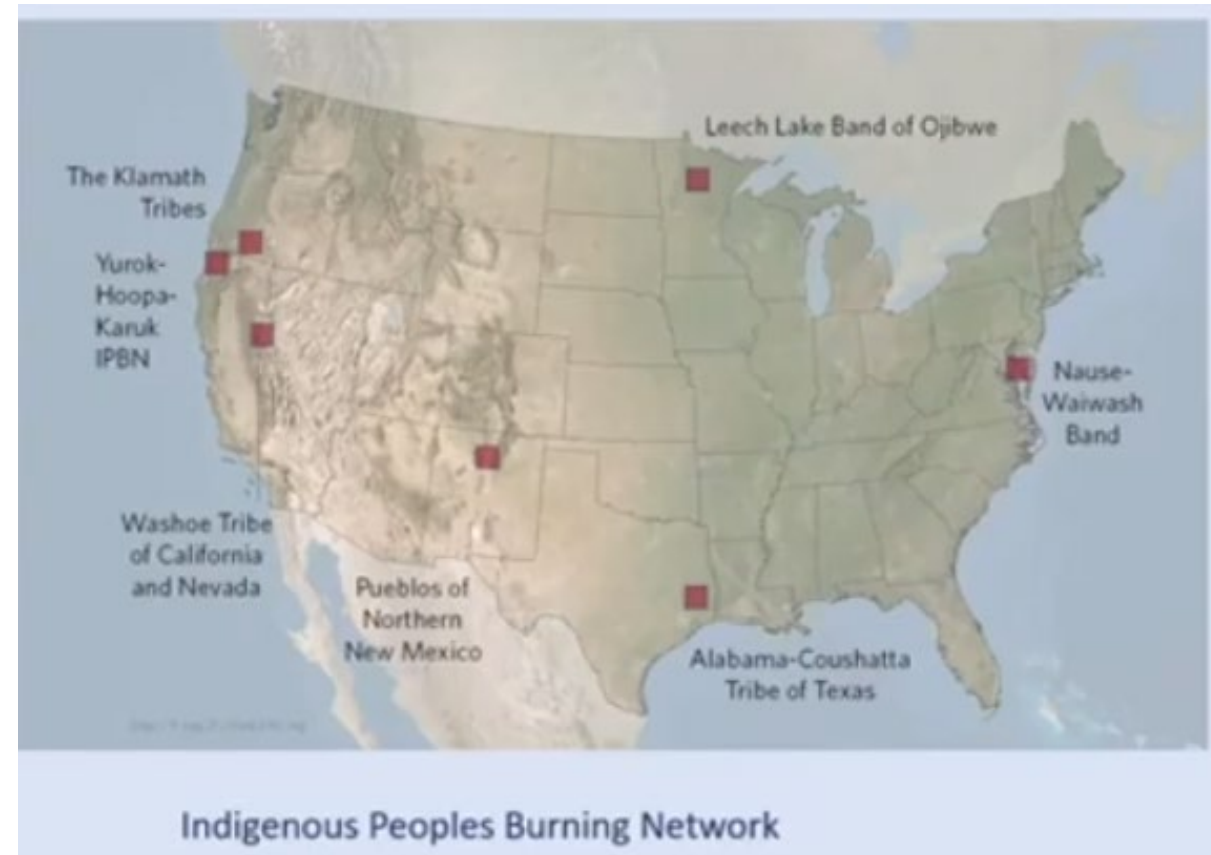 Leech Lake Band of Ojibwe
The Klamath
Tribes
Yurok-
Hoopa-
Karuk
IPBN
Nause-
Waiwash
Band
Washoe Tribe
of California
and Nevada
Pueblos of
Northern
New Mexico
Alabama-Coushatta
Tribe of Texas
Indigenous Peoples Burning Network